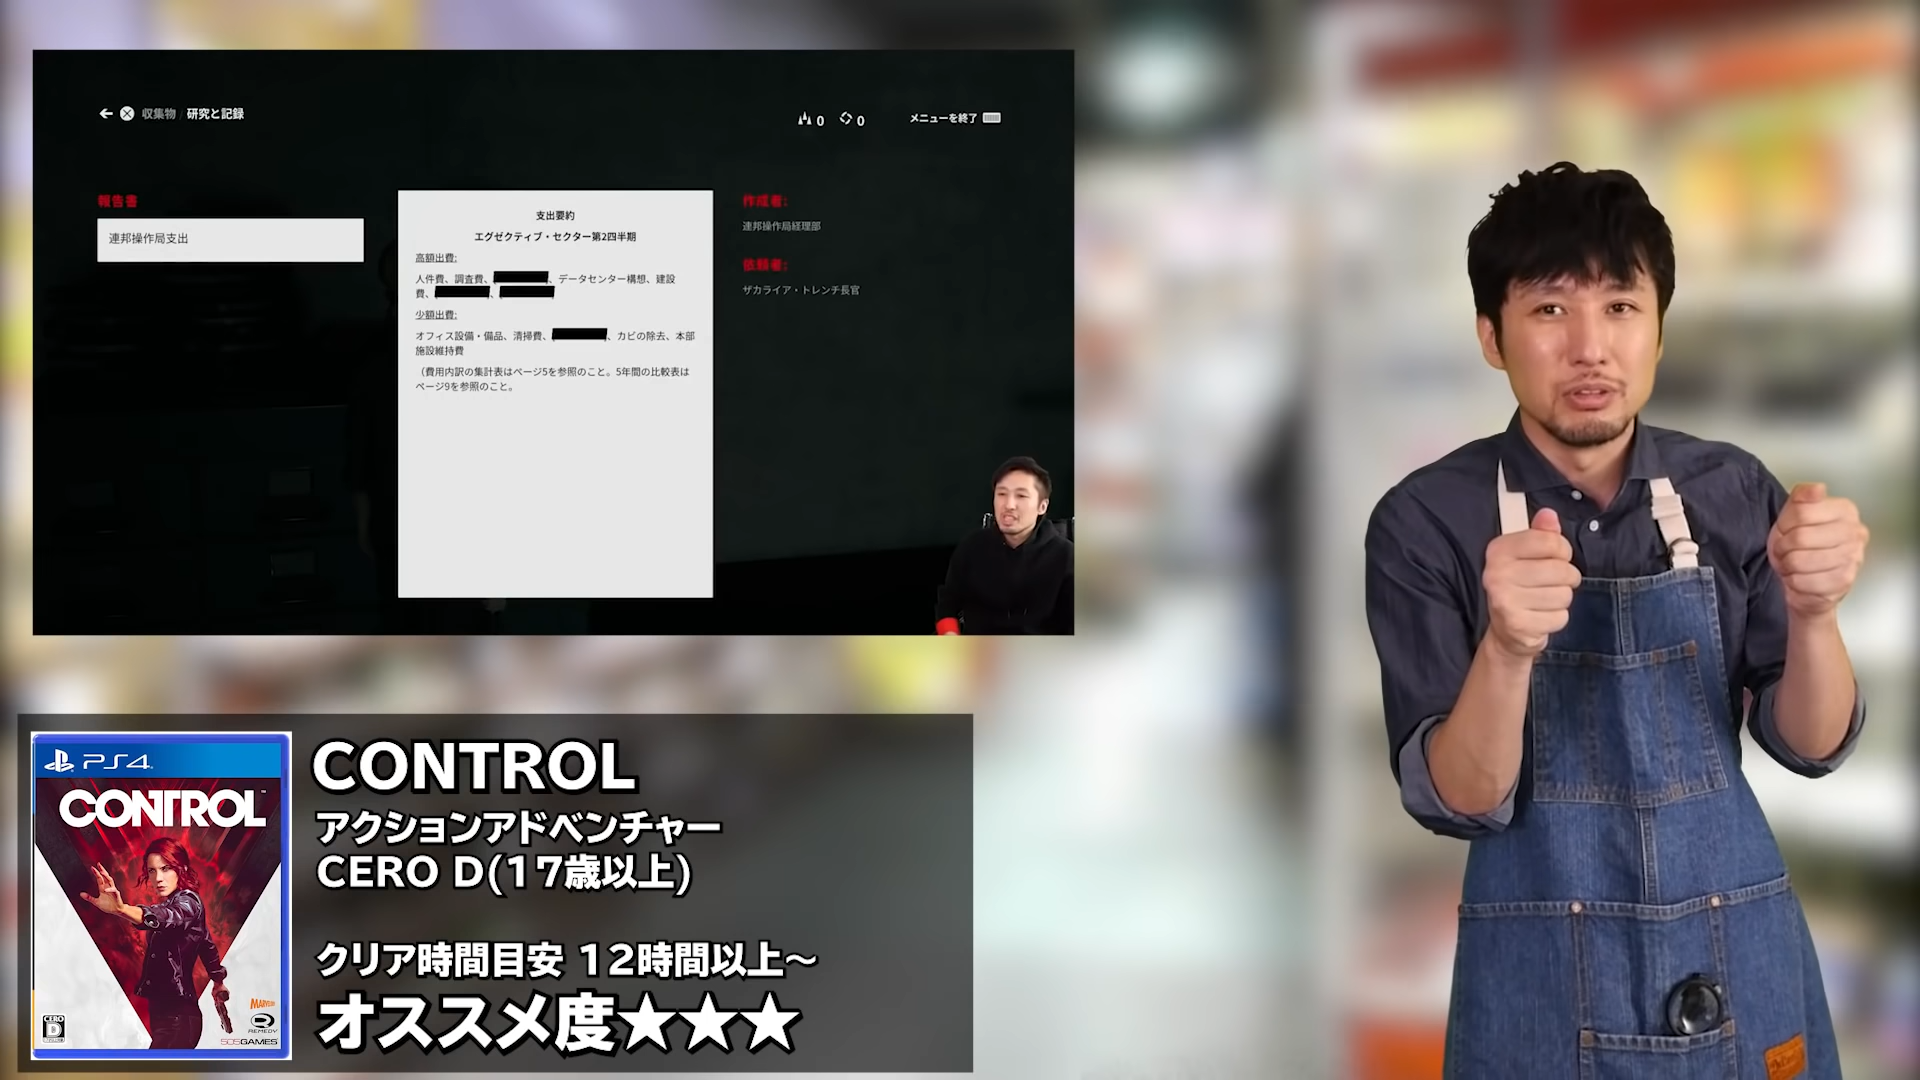 収集物 / 研究と記録
0 0
メニューを終了
報告書
連邦操作局支出
支出要約
エグゼクティブ・セクター第2四半期
高額出費:
人件費、調査費、、データセンター構想、建設
費、、
少額出費:
オフィス設備・備品、清掃費、、カビの除去、本部
施設維持費
（費用内訳の集計表はページ5を参照のこと。5年間の比較表は
ページ9を参照のこと。
作成者:
連邦操作局経理部
依頼者:
ザカライア・トレンチ長官
PS4
CONTROL
CERO
D
MARVELOUS
REMEDY
505GAMES
CONTROL
アクションアドベンチャー
CERO D(17歳以上)
クリア時間目安 12時間以上～
オススメ度★★★